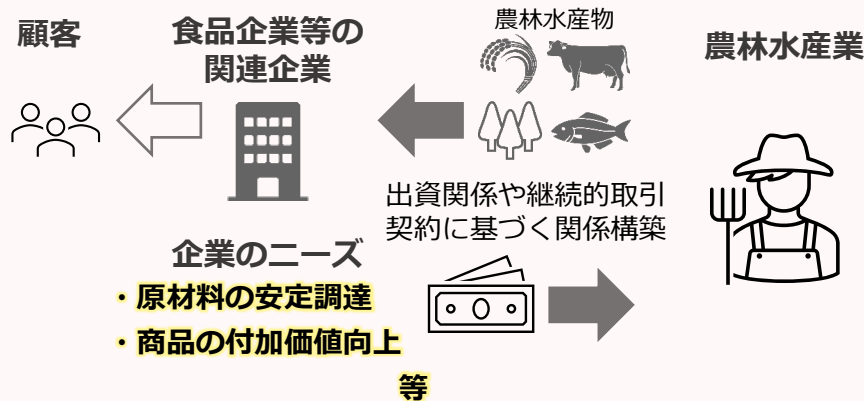 顧客
食品企業等の
関連企業
農林水産物
農林水産業
出資関係や継続的取引
契約に基づく関係構築
企業のニーズ
・原材料の安定調達
・商品の付加価値向上
等